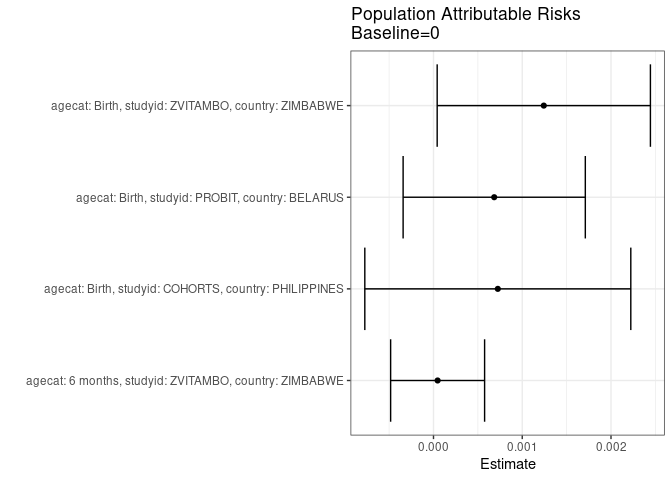 Population Attributable Risks
Baseline=0
agecat: Birth, studyid: ZVITAMBO, country: ZIMBABWE
agecat: Birth, studyid: PROBIT, country: BELARUS
agecat: Birth, studyid: COHORTS, country: PHILIPPINES
agecat: 6 months, studyid: ZVITAMBO, country: ZIMBABWE
0.000 0.001 0.002
Estimate